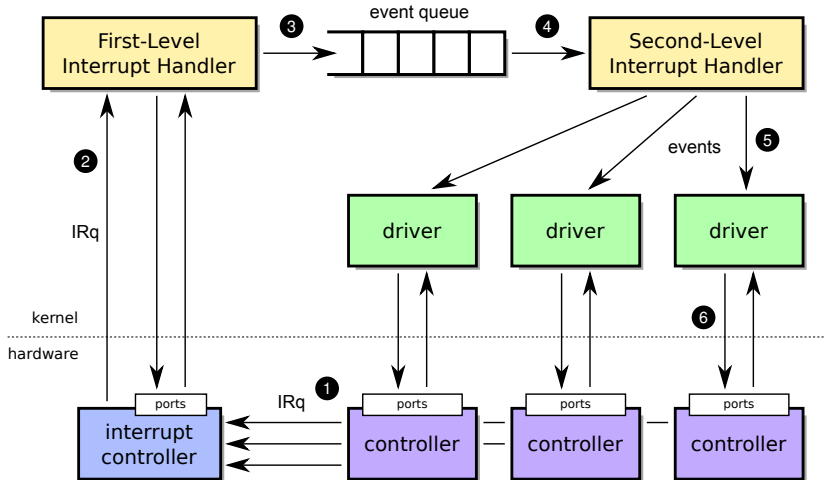 event queue
3
4
First-Level
Interrupt Handler
Second-Level
Interrupt Handler
2
events
5
IRq
driver
driver
driver
kernel
6
hardware
1
IRq
ports
ports
ports
ports
interrupt
controller
controller
controller
controller